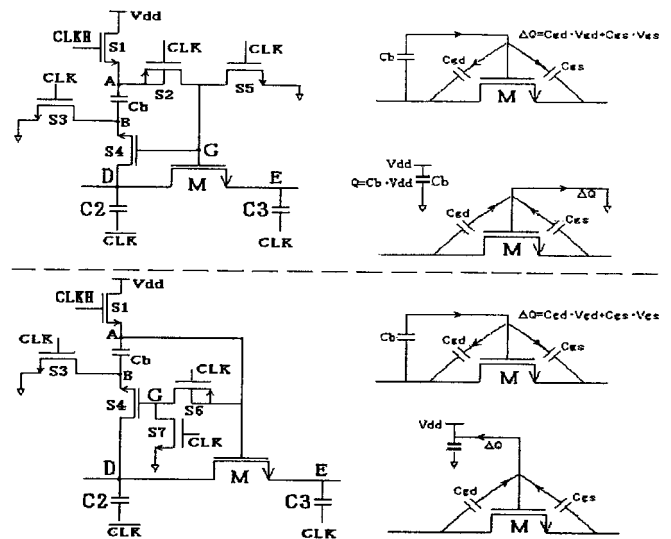 Vdd
CLKH
S1
CLK
CLK
A
CLK
S2
S5
Cb
S3
B
S4
G
D
M
E
C2
C3
CLK
CLK
ΔQ=Cgd·Vgd+Cgs·Vgs
Cb
Cgd
Cgs
M
Vdd
Q=Cb·Vdd
Cb
ΔQ
Cgd
Cgs
M
Vdd
CLKH
S1
A
CLK
Cb
CLK
S3
B
S4
G
S6
S7
CLK
D
M
E
C2
C3
CLK
CLK
ΔQ=Cgd·Vgd+Cgs·Vgs
Cb
Cgd
Cgs
M
Vdd
ΔQ
Cgd
Cgs
M